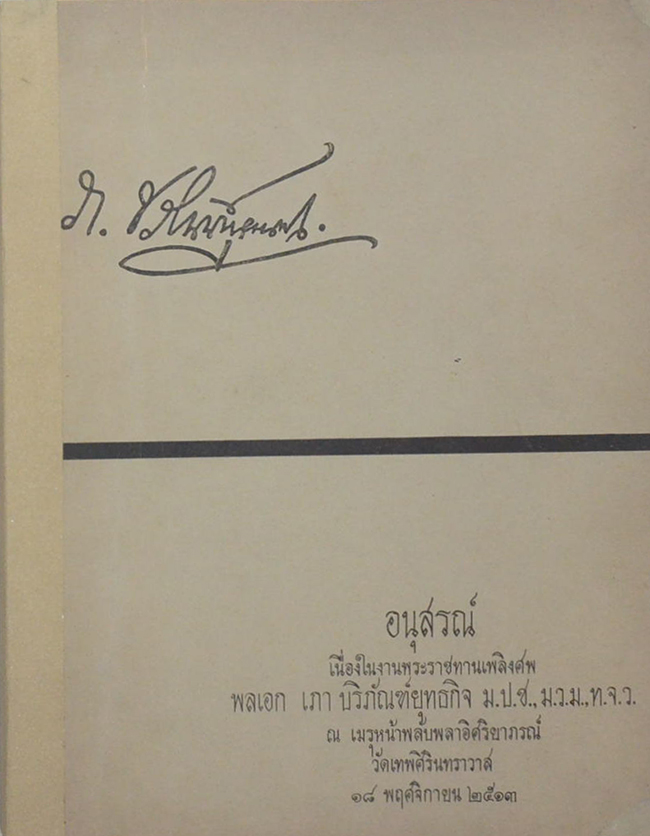 อนุสรณ์
เนื่องในงานพระราชทานเพลิงศพ
พลเอก เภา บริภัณฑ์ยุทธกิจ ม.ป.ช., ม.ว.ม., ท.จ.ว.
ณ เมรุหน้าพลับพลาอิศริยาภรณ์
วัดเทพศิรินทราวาส
๑๘ พฤศจิกายน ๒๕๑๓